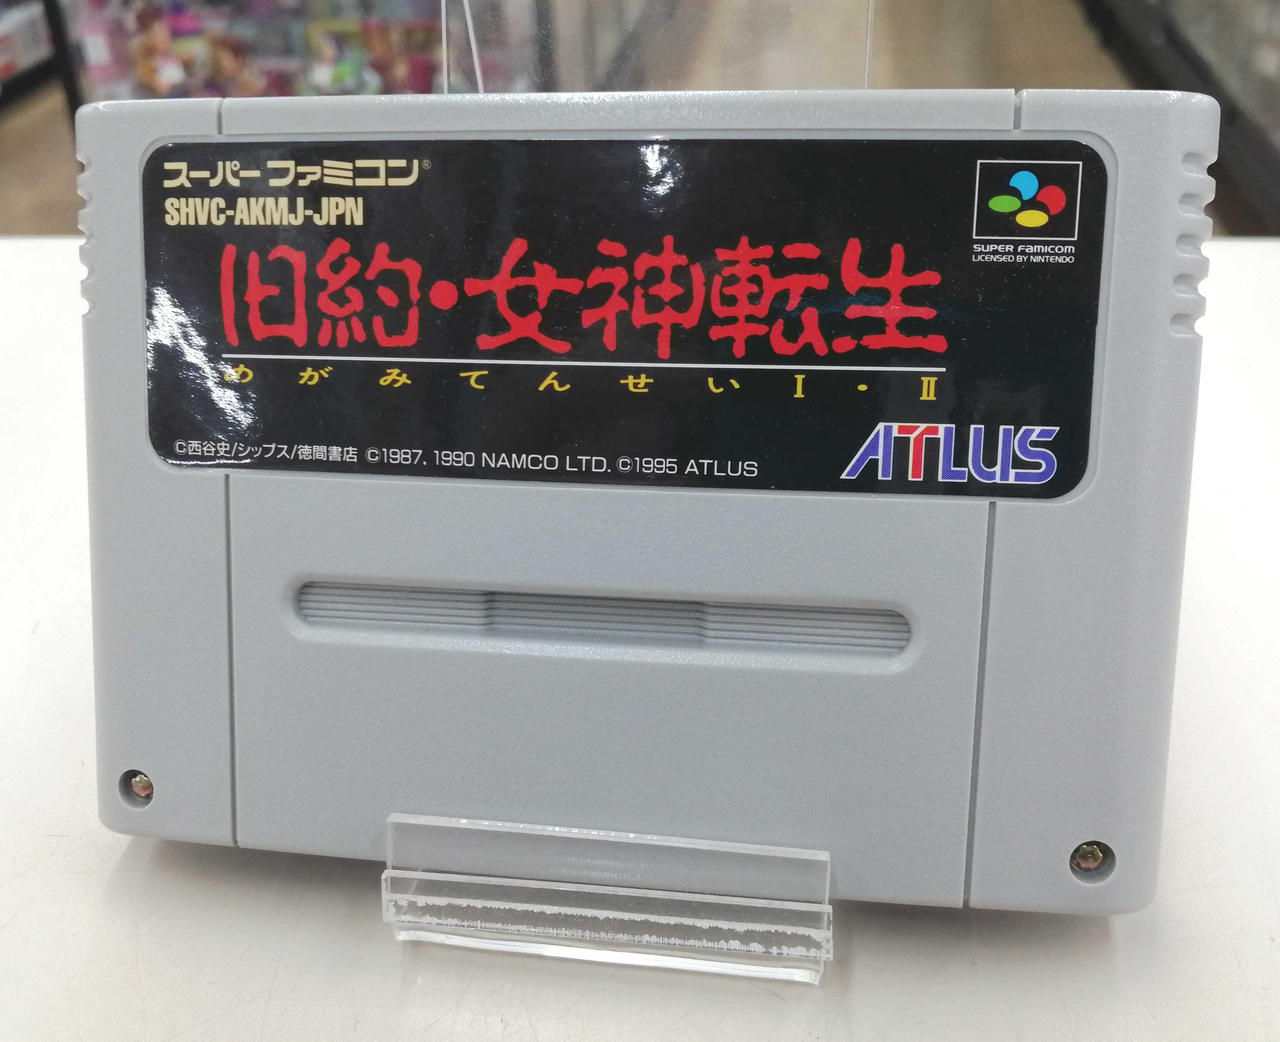 スーパーファミコン®
SHVC-AKMJ-JPN
SUPER FAMICOM
LICENSED BY NINTENDO
旧約・女神転生
めがみてんせいI・II
©西谷史/シップス/徳間書店 ©1987, 1990 NAMCO LTD. ©1995 ATLUS
ATLUS